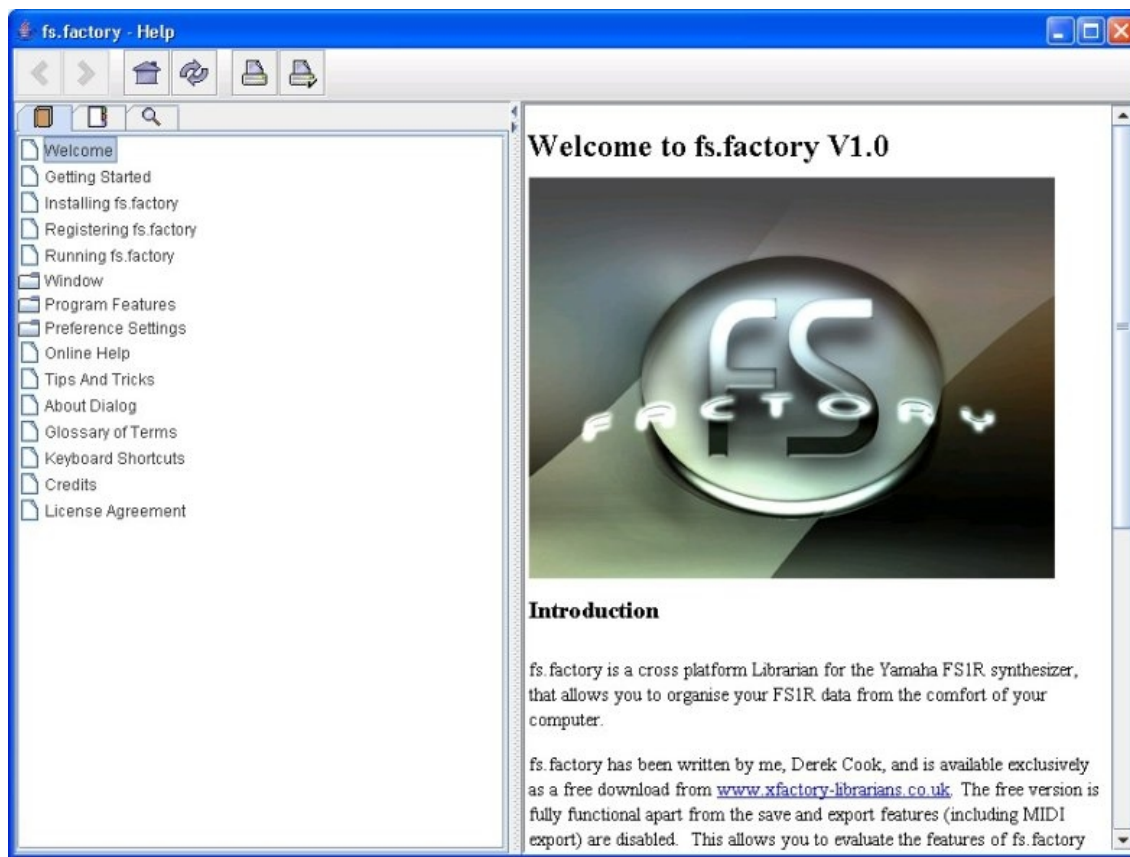 fs.factory - Help
Welcome
Getting Started
Installing fs.factory
Registering fs.factory
Running fs.factory
Window
Program Features
Preference Settings
Online Help
Tips And Tricks
About Dialog
Glossary of Terms
Keyboard Shortcuts
Credits
License Agreement
Welcome to fs.factory V1.0
FS
FACTORY
Introduction
fs.factory is a cross platform Librarian for the Yamaha FS1R synthesizer,
that allows you to organise your FS1R data from the comfort of your
computer.
fs.factory has been written by me, Derek Cook, and is available exclusively
as a free download from www.xfactory-librarians.co.uk. The free version is
fully functional apart from the save and export features (including MIDI
export) are disabled. This allows you to evaluate the features of fs.factory